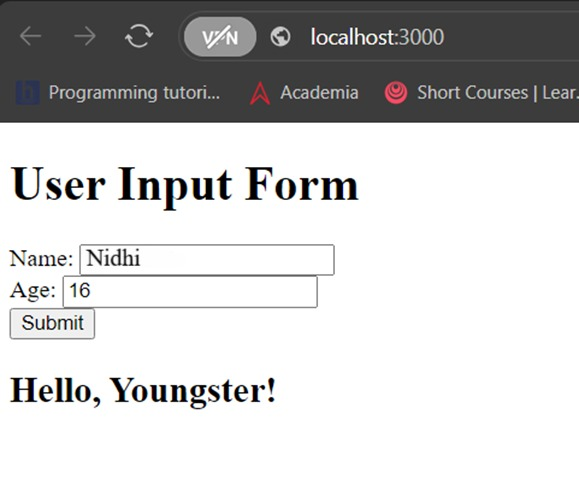 VPN localhost:3000
Programming tutori... Academia Short Courses | Lear.
User Input Form
Name: Nidhi
Age: 16
Submit
Hello, Youngster!